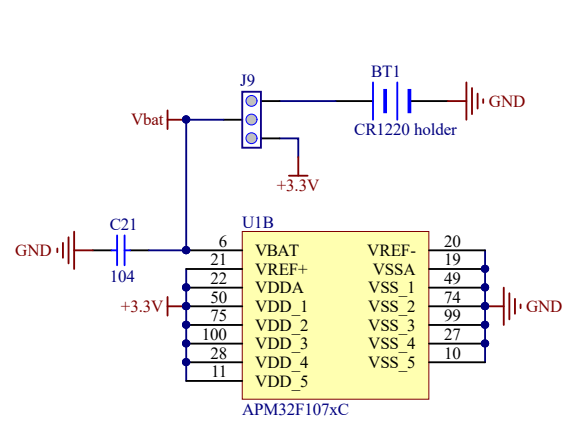 BT1
J9
GND
Vbat
CR1220 holder
+3.3V
C21
U1B
GND
104
6 VBAT VREF- 20
21 VREF+ VSSA 19
22 VDDA VSS_1 49
+3.3V 50 VDD_1 VSS_2 74 GND
75 VDD_2 VSS_3 99
100 VDD_3 VSS_4 27
28 VDD_4 VSS_5 10
11 VDD_5
APM32F107xC